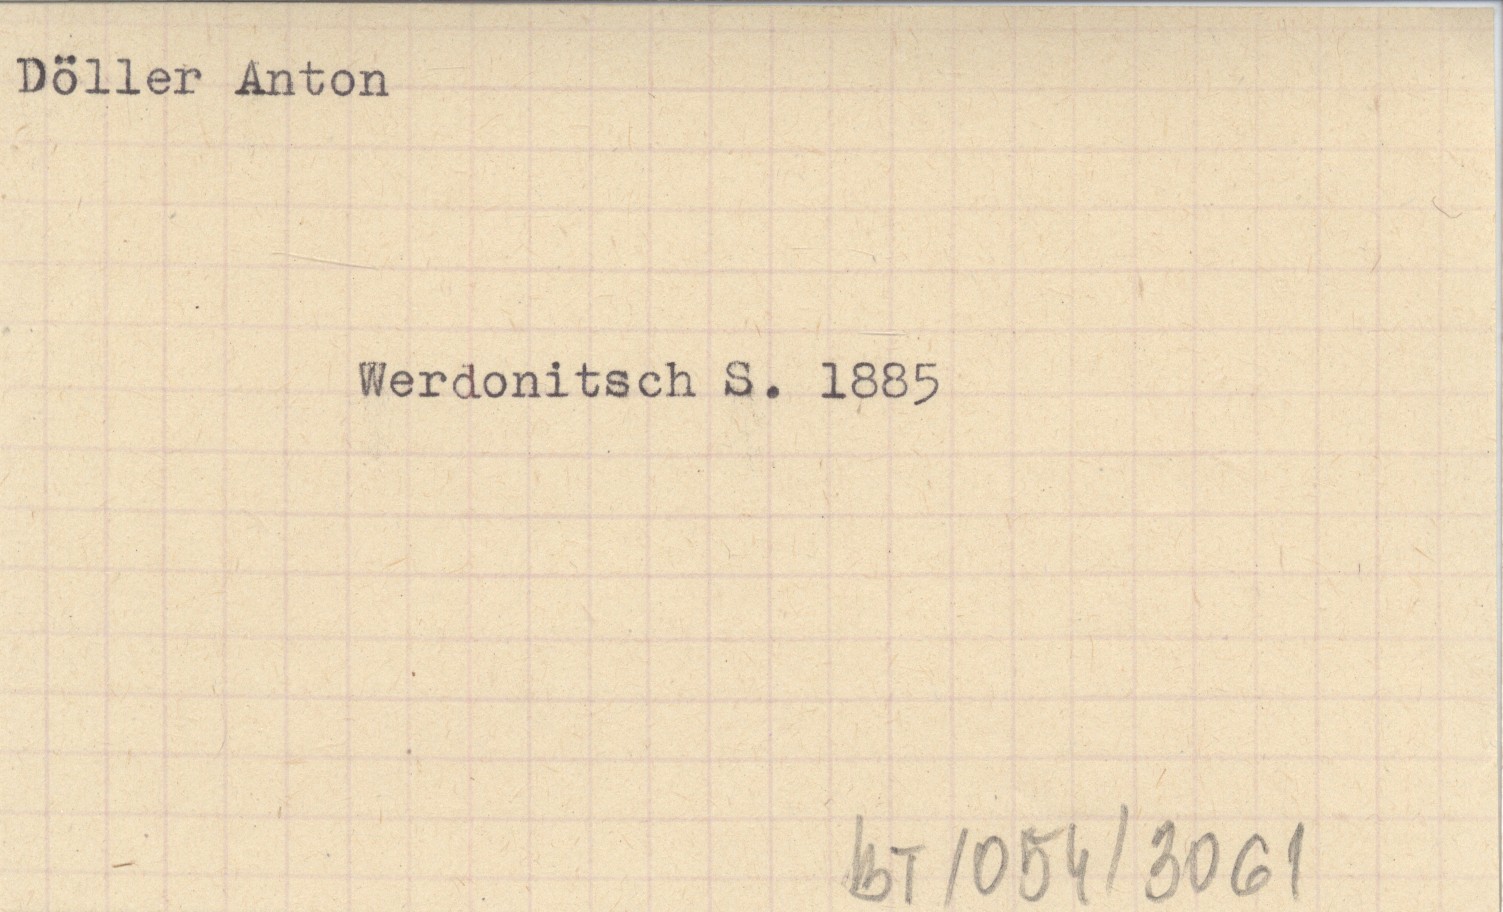 Döller Anton
Werdonitsch S. 1885
BT/054/3061